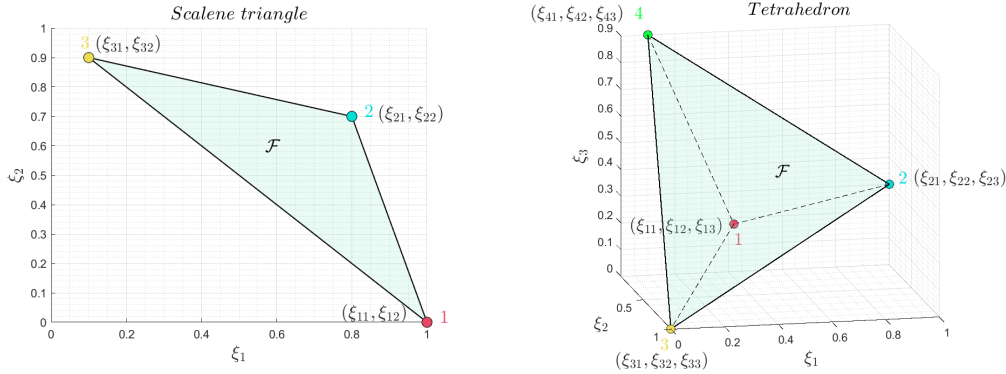 Scalene triangle
1
0.9
0.8
0.7
0.6
0.5
0.4
0.3
0.2
0.1
0
0
0.2
0.4
0.6
0.8
1
ξ₂
ξ₁
3 (ξ₃₁, ξ₃₂)
2 (ξ₂₁, ξ₂₂)
ℱ
(ξ₁₁, ξ₁₂) 1
Tetrahedron
(ξ₄₁, ξ₄₂, ξ₄₃) 4
0.9
0.8
0.7
0.6
0.5
0.4
0.3
0.2
0.1
0
ξ₃
ℱ
2 (ξ₂₁, ξ₂₂, ξ₂₃)
(ξ₁₁, ξ₁₂, ξ₁₃)
1
0.5
1
ξ₂
0
0.2
0.4
0.6
0.8
1
ξ₁
3
(ξ₃₁, ξ₃₂, ξ₃₃)